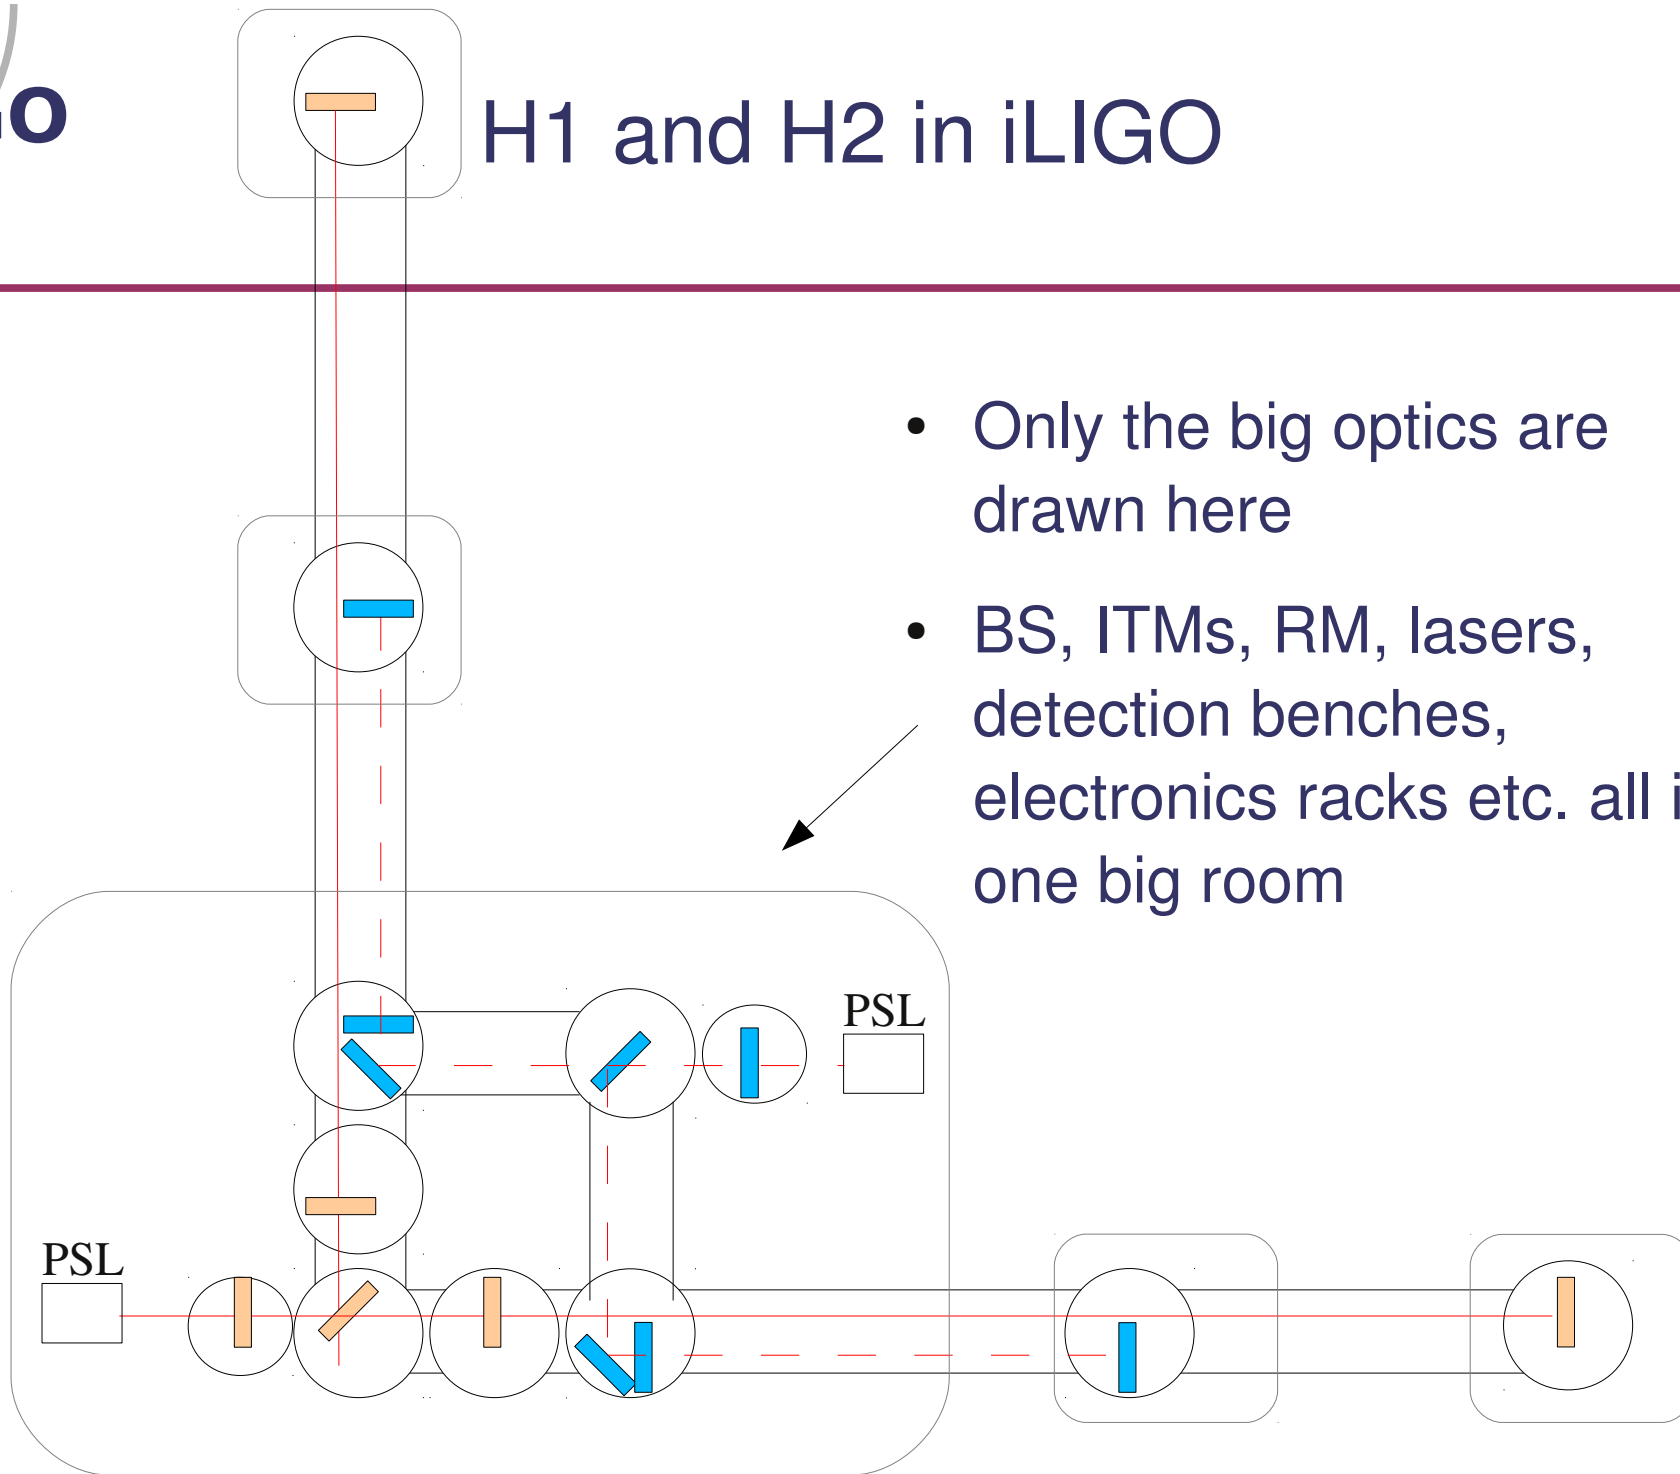 H1 and H2 in iLIGO
• Only the big optics are
drawn here
• BS, ITMs, RM, lasers,
detection benches,
electronics racks etc. all i
one big room
PSL
PSL